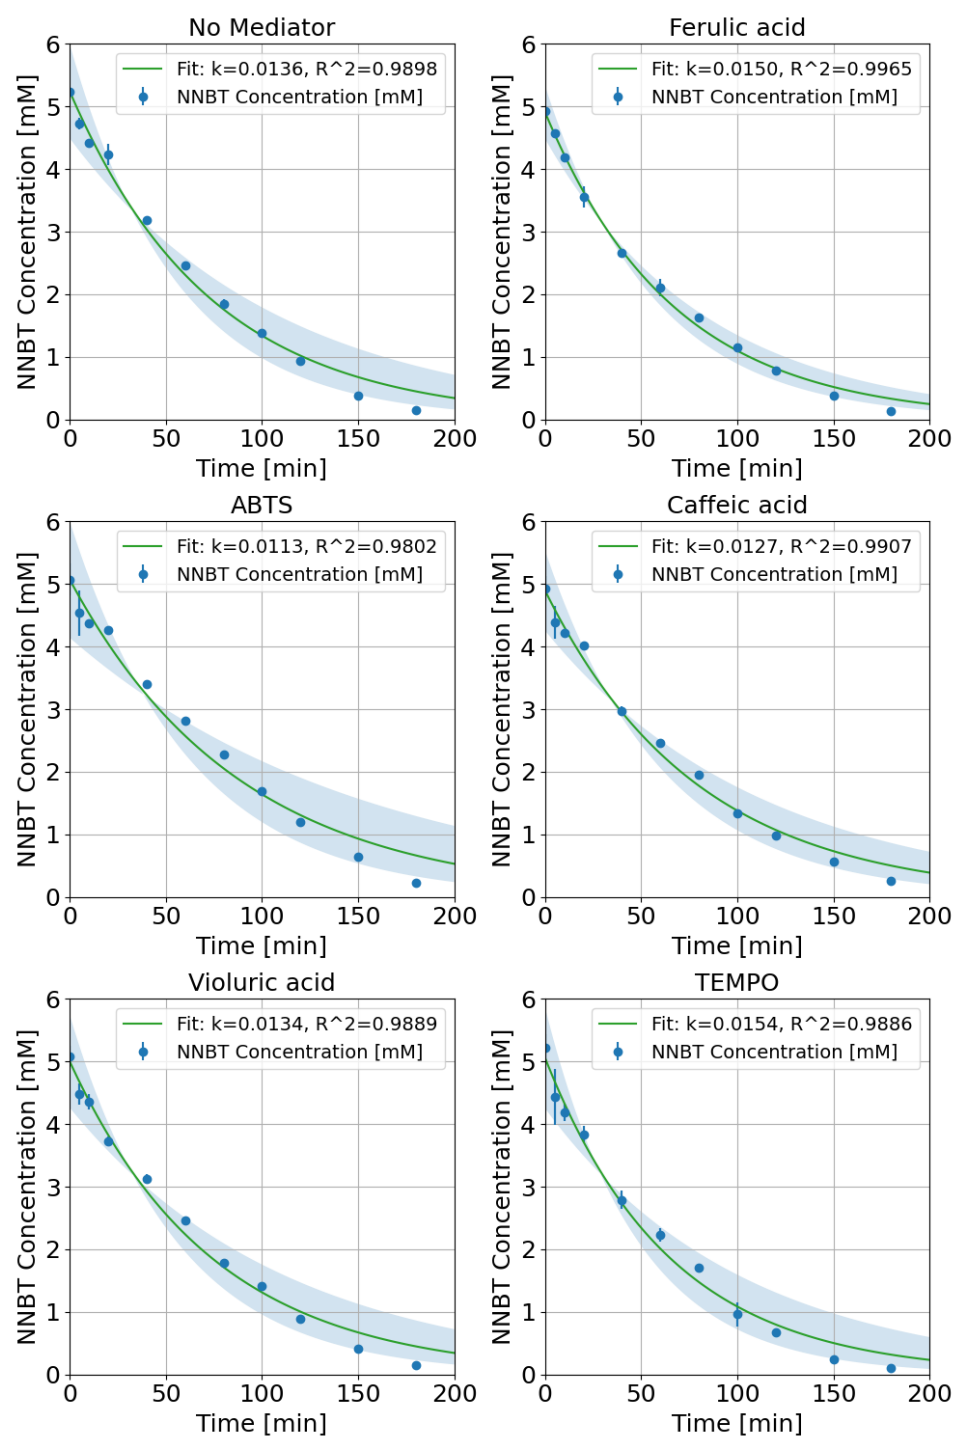 No Mediator
Fit: k=0.0136, R^2=0.9898
NNBT Concentration [mM]
NNBT Concentration [mM]
6
5
4
3
2
1
0
0 50 100 150 200
Time [min]
Ferulic acid
Fit: k=0.0150, R^2=0.9965
NNBT Concentration [mM]
NNBT Concentration [mM]
6
5
4
3
2
1
0
0 50 100 150 200
Time [min]
ABTS
Fit: k=0.0113, R^2=0.9802
NNBT Concentration [mM]
NNBT Concentration [mM]
6
5
4
3
2
1
0
0 50 100 150 200
Time [min]
Caffeic acid
Fit: k=0.0127, R^2=0.9907
NNBT Concentration [mM]
NNBT Concentration [mM]
6
5
4
3
2
1
0
0 50 100 150 200
Time [min]
Violuric acid
Fit: k=0.0134, R^2=0.9889
NNBT Concentration [mM]
NNBT Concentration [mM]
6
5
4
3
2
1
0
0 50 100 150 200
Time [min]
TEMPO
Fit: k=0.0154, R^2=0.9886
NNBT Concentration [mM]
NNBT Concentration [mM]
6
5
4
3
2
1
0
0 50 100 150 200
Time [min]